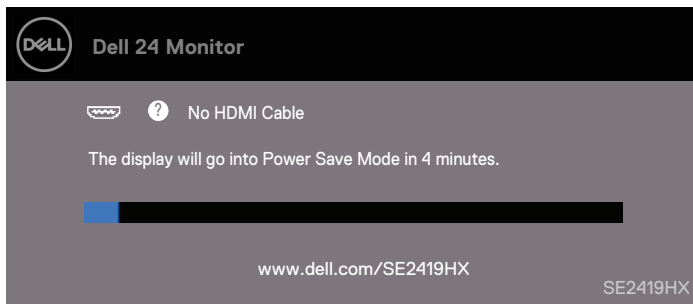 DELL
Dell 24 Monitor
? No HDMI Cable
The display will go into Power Save Mode in 4 minutes.
www.dell.com/SE2419HX
SE2419HX